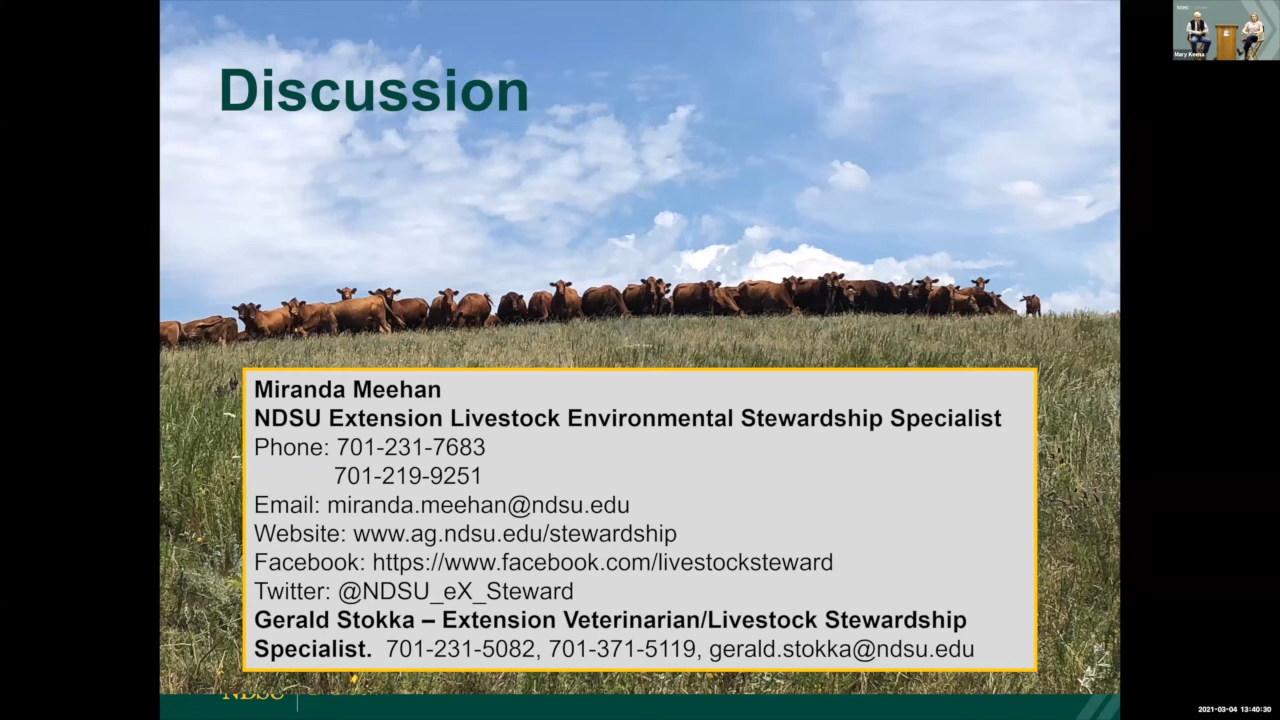 Discussion
Miranda Meehan
NDSU Extension Livestock Environmental Stewardship Specialist
Phone: 701-231-7683
701-219-9251
Email: miranda.meehan@ndsu.edu
Website: www.ag.ndsu.edu/stewardship
Facebook: https://www.facebook.com/livestocksteward
Twitter: @NDSU_eX_Steward
Gerald Stokka – Extension Veterinarian/Livestock Stewardship
Specialist. 701-231-5082, 701-371-5119, gerald.stokka@ndsu.edu
NDSU
NDSU
Mary Keena
2021-03-04 13:40:30